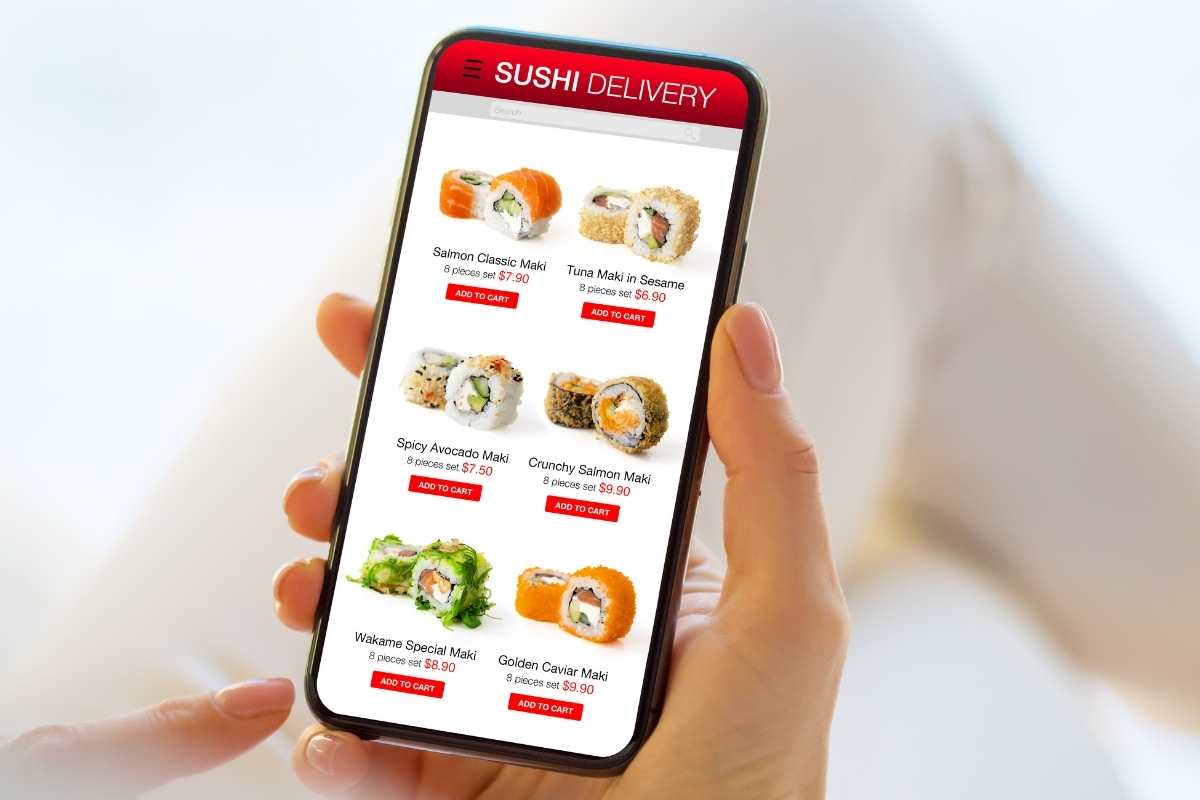 SUSHI DELIVERY
Search
Salmon Classic Maki
8 pieces set $7.90
ADD TO CART
Tuna Maki in Sesame
8 pieces set $6.90
ADD TO CART
Spicy Avocado Maki
8 pieces set $7.50
ADD TO CART
Crunchy Salmon Maki
8 pieces set $9.90
ADD TO CART
Wakame Special Maki
8 pieces set $8.90
ADD TO CART
Golden Caviar Maki
8 pieces set $9.90
ADD TO CART